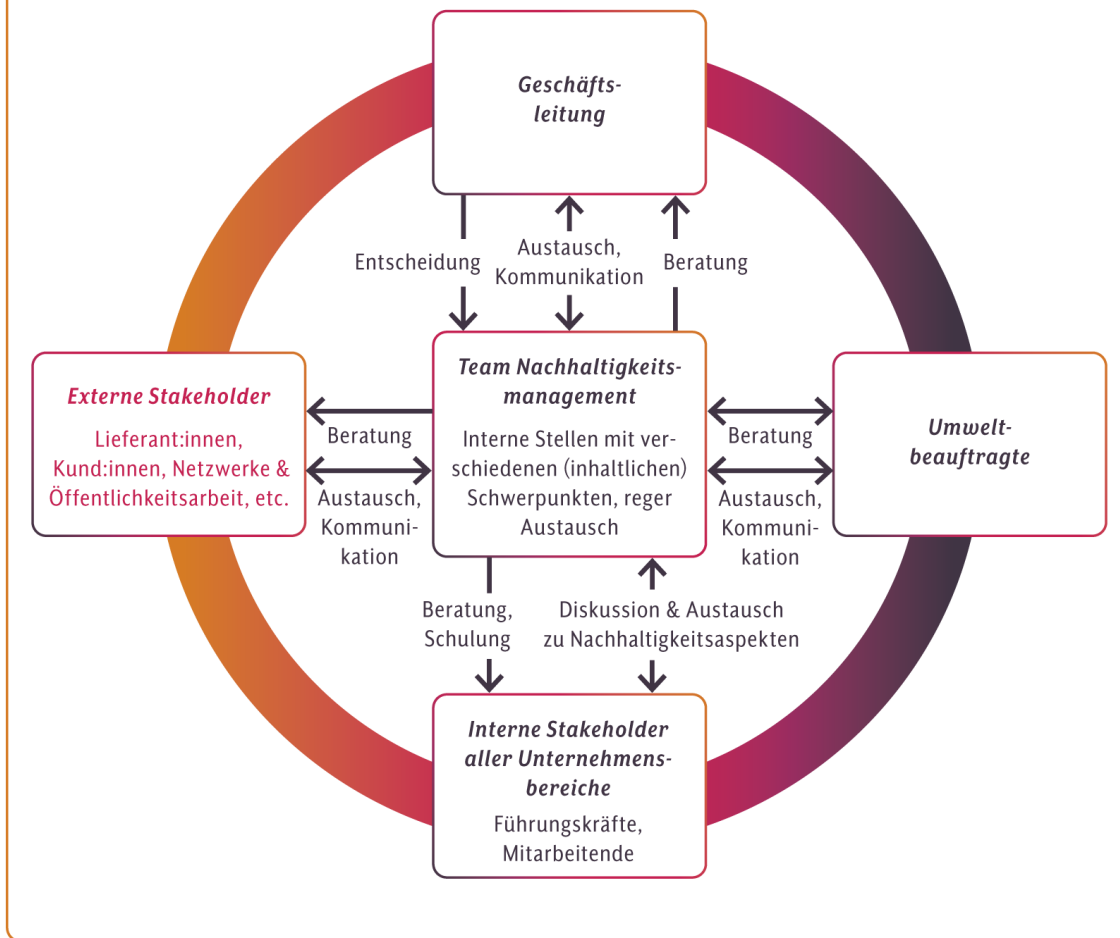 Geschäfts-
leitung
Entscheidung
Austausch,
Kommunikation
Beratung
Externe Stakeholder
Lieferant:innen,
Kund:innen, Netzwerke &
Öffentlichkeitsarbeit, etc.
Beratung
Austausch,
Kommuni-
kation
Team Nachhaltigkeits-
management
Interne Stellen mit ver-
schiedenen (inhaltlichen)
Schwerpunkten, reger
Austausch
Beratung
Austausch,
Kommuni-
kation
Umwelt-
beauftragte
Beratung,
Schulung
Diskussion & Austausch
zu Nachhaltigkeitsaspekten
Interne Stakeholder
aller Unternehmens-
bereiche
Führungskräfte,
Mitarbeitende